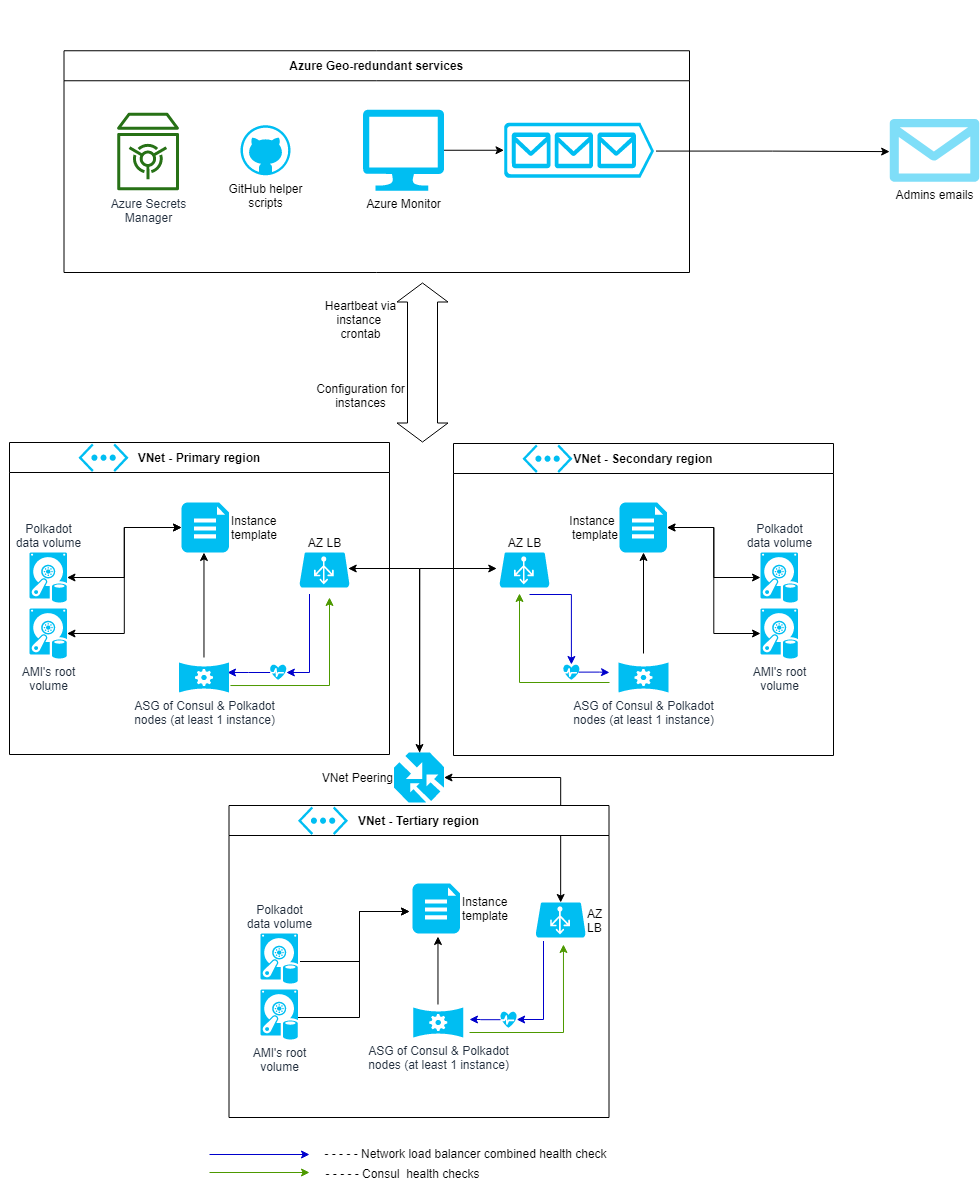 Azure Geo-redundant services
Azure Secrets
Manager
GitHub helper
scripts
Azure Monitor
Admins emails
Heartbeat via
instance
crontab
Configuration for
instances
VNet - Primary region
Polkadot
data volume
Instance
template
AZ LB
AMI's root
volume
ASG of Consul & Polkadot
nodes (at least 1 instance)
VNet - Secondary region
AZ LB
Instance
template
Polkadot
data volume
AMI's root
volume
ASG of Consul & Polkadot
nodes (at least 1 instance)
VNet Peering
VNet - Tertiary region
Polkadot
data volume
Instance
template
AZ
LB
AMI's root
volume
ASG of Consul & Polkadot
nodes (at least 1 instance)
- - - - - Network load balancer combined health check
- - - - - Consul  health checks